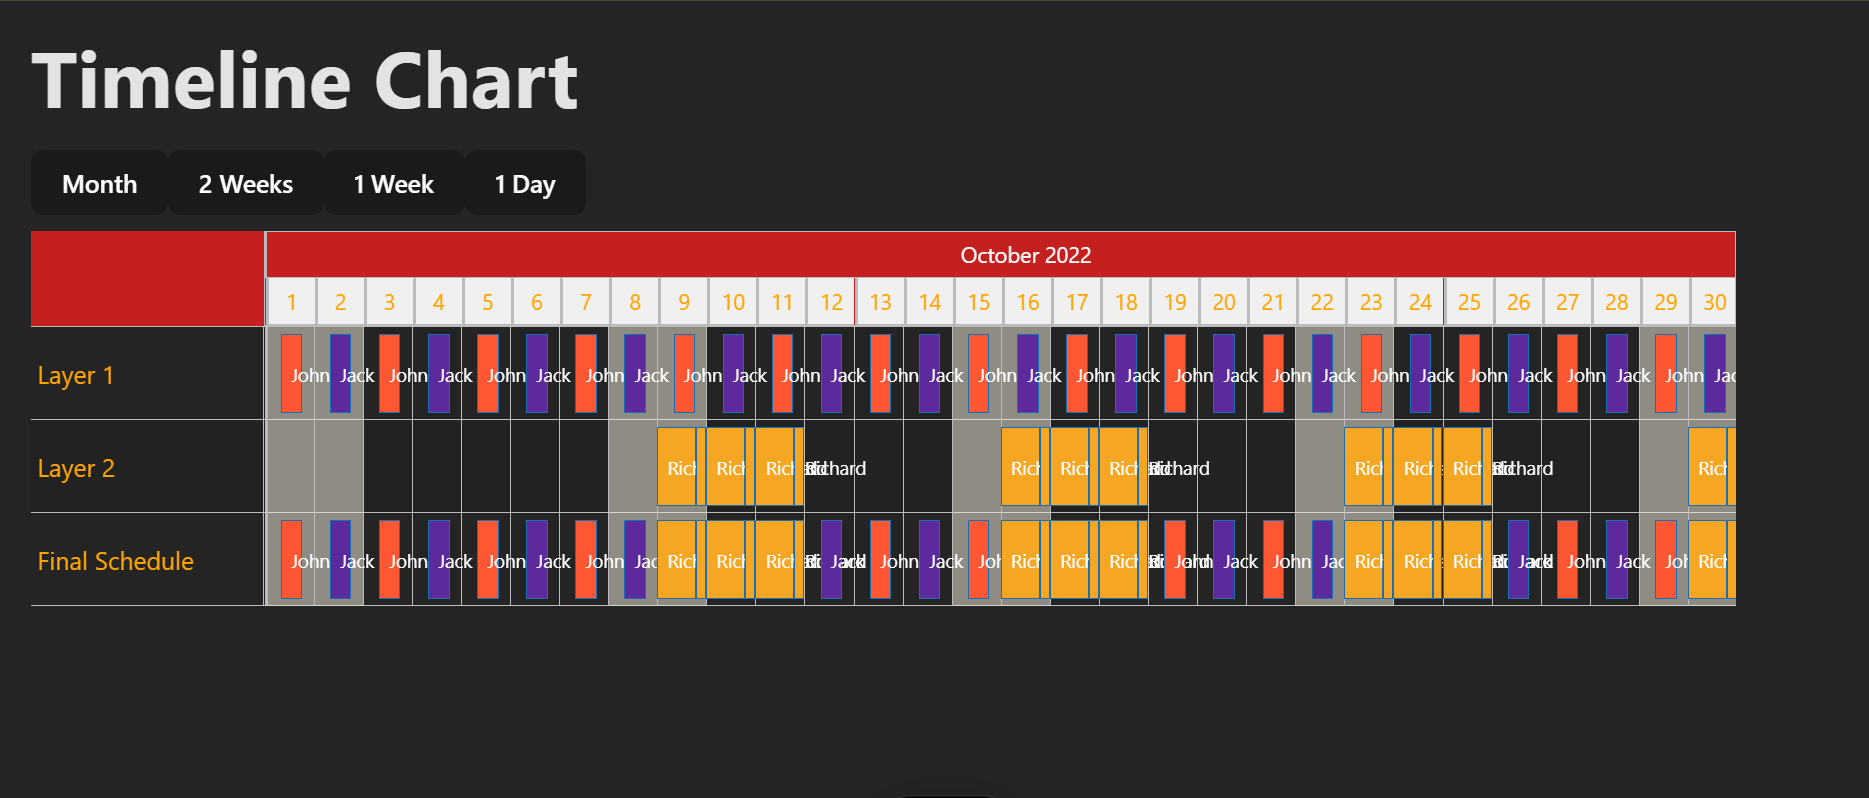 Timeline Chart
Month 2 Weeks 1 Week 1 Day
October 2022
1 2 3 4 5 6 7 8 9 10 11 12 13 14 15 16 17 18 19 20 21 22 23 24 25 26 27 28 29 30
Layer 1 John Jack John Jack John Jack John Jack John Jack John Jack John Jack John Jack John Jack John Jack John Jack John Jack John Jack John Jack John Jac
Layer 2 Rich Rich Rich Richard Rich Rich Rich Richard Rich Rich Rich Richard Rich
Final Schedule John Jack John Jack John Jack John Jac Rich Rich Rich John Jack Joh Rich Rich Rich Jack John Jac Rich Rich Rich Jack John Jack Joh Rich